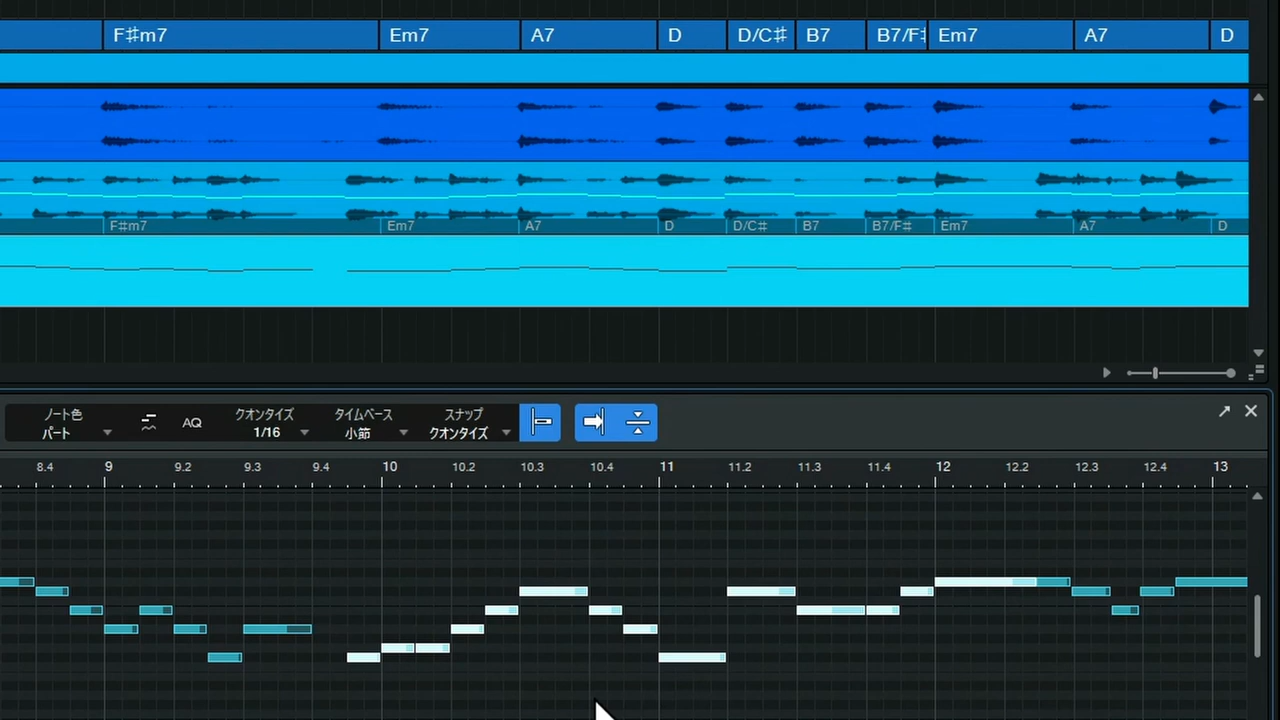 F♯m7 Em7 A7 D D/C♯ B7 B7/F♯ Em7 A7 D
F♯m7 Em7 A7 D D/C♯ B7 B7/F♯ Em7 A7 D
ノート色 クオンタイズ タイムベース スナップ
パート AQ 1/16 小節 クオンタイズ
8.4 9 9.2 9.3 9.4 10 10.2 10.3 10.4 11 11.2 11.3 11.4 12 12.2 12.3 12.4 13